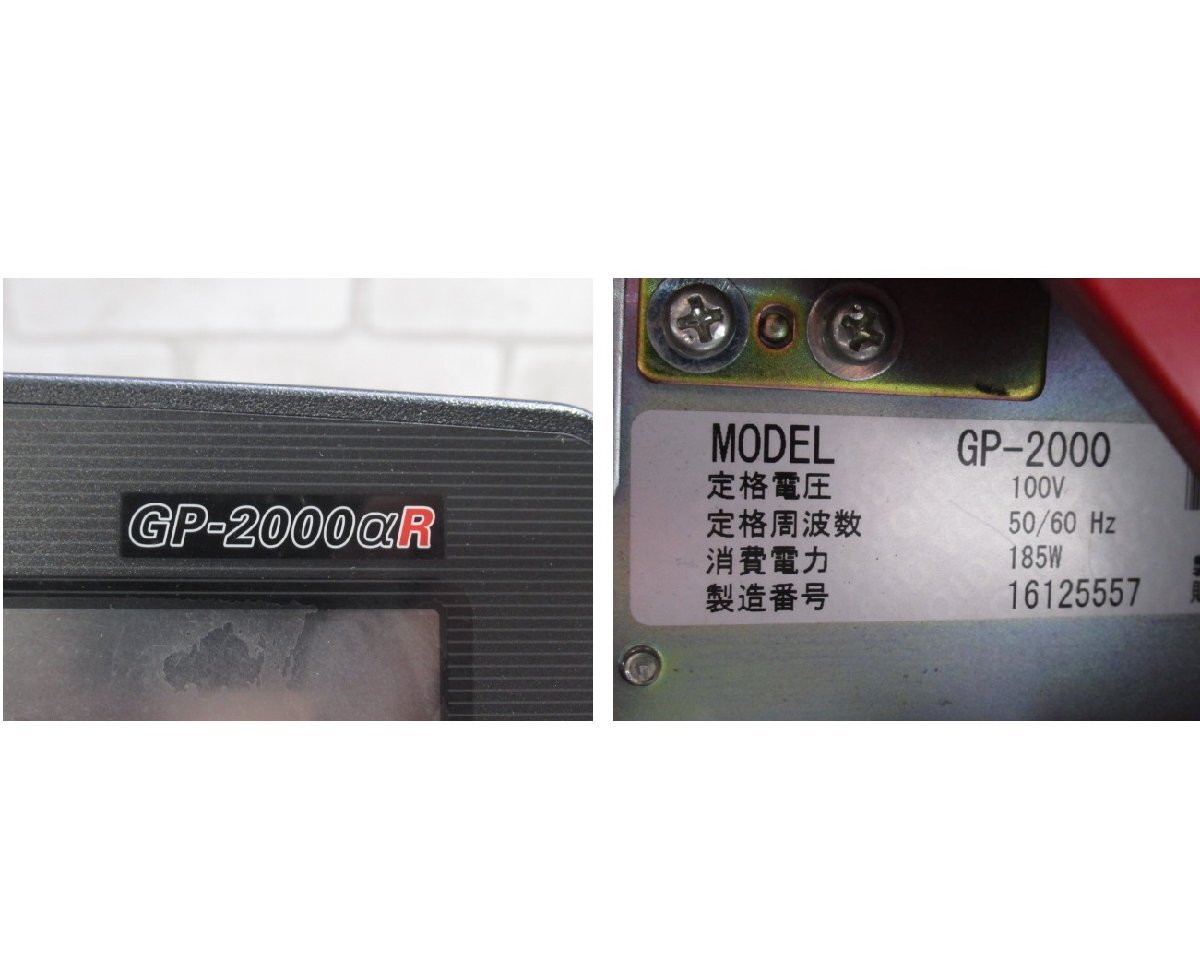 GP-2000αR
MODEL GP-2000
定格電圧 100V
定格周波数 50/60 Hz
消費電力 185W
製造番号 16125557